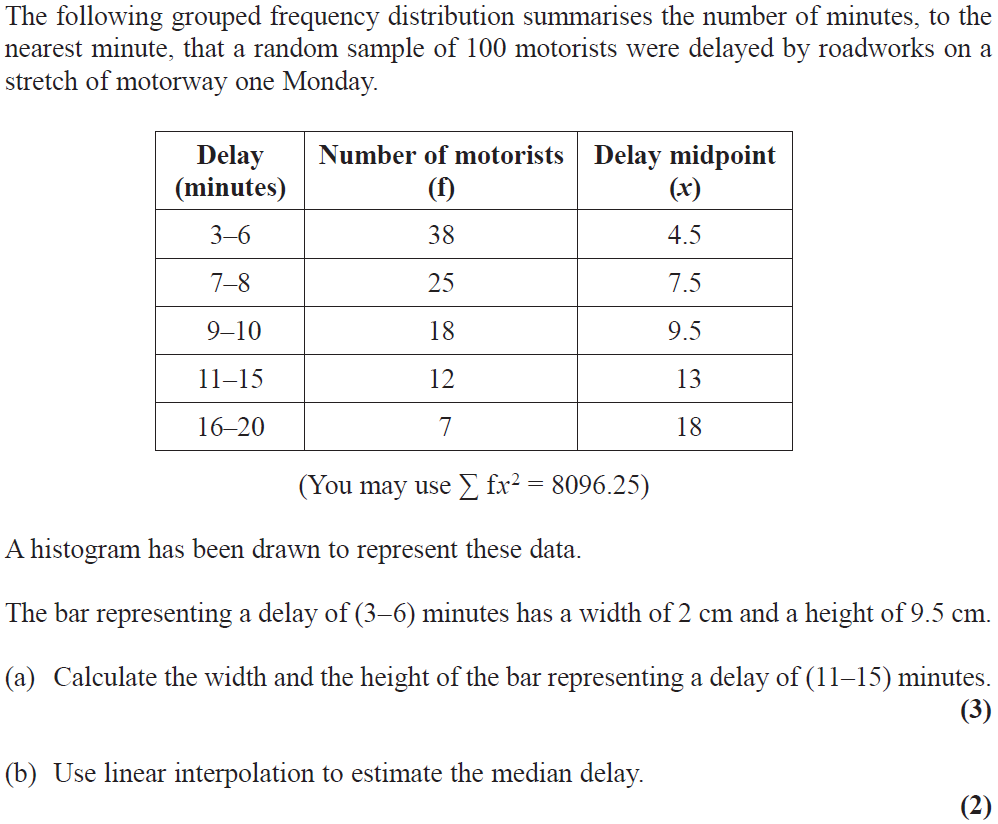 The following grouped frequency distribution summarises the number of minutes, to the
nearest minute, that a random sample of 100 motorists were delayed by roadworks on a
stretch of motorway one Monday.
Delay (minutes) Number of motorists (f) Delay midpoint (x)
3–6 38 4.5
7–8 25 7.5
9–10 18 9.5
11–15 12 13
16–20 7 18
(You may use ∑ fx² = 8096.25)
A histogram has been drawn to represent these data.
The bar representing a delay of (3–6) minutes has a width of 2 cm and a height of 9.5 cm.
(a) Calculate the width and the height of the bar representing a delay of (11–15) minutes.
(3)
(b) Use linear interpolation to estimate the median delay.
(2)